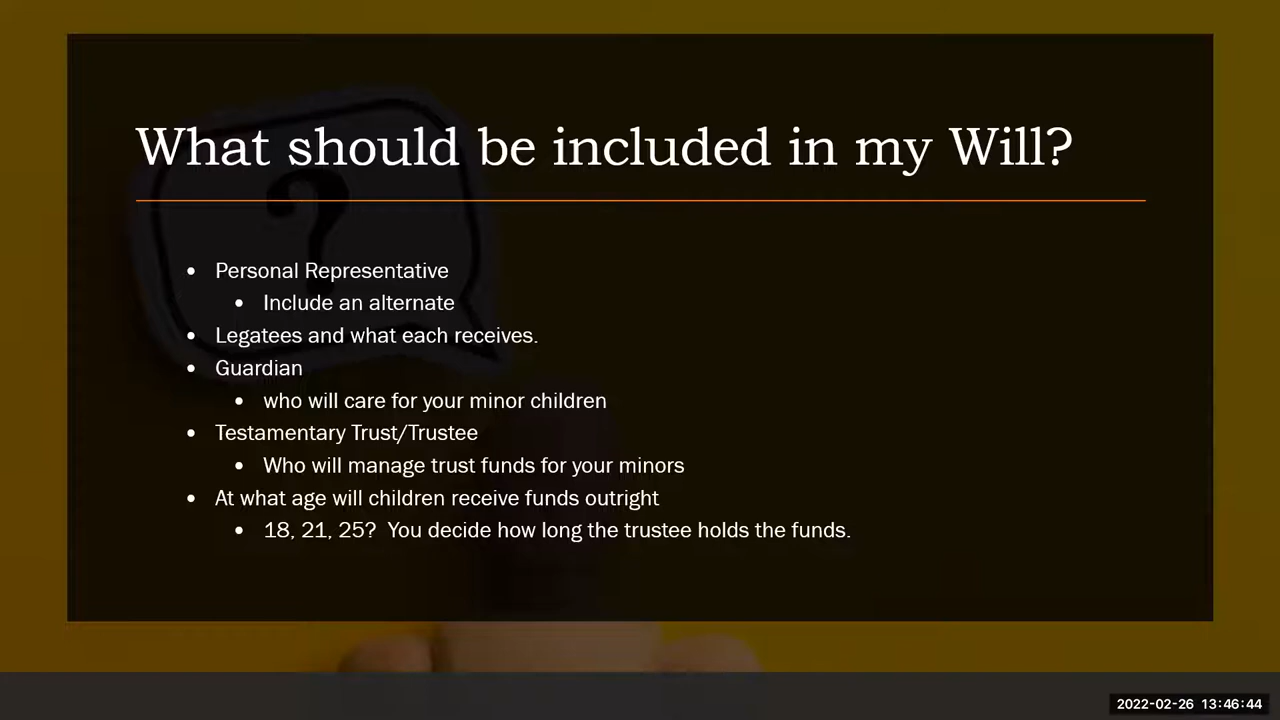 What should be included in my Will?
• Personal Representative
• Include an alternate
• Legatees and what each receives.
• Guardian
• who will care for your minor children
• Testamentary Trust/Trustee
• Who will manage trust funds for your minors
• At what age will children receive funds outright
• 18, 21, 25?  You decide how long the trustee holds the funds.
2022-02-26 13:46:44